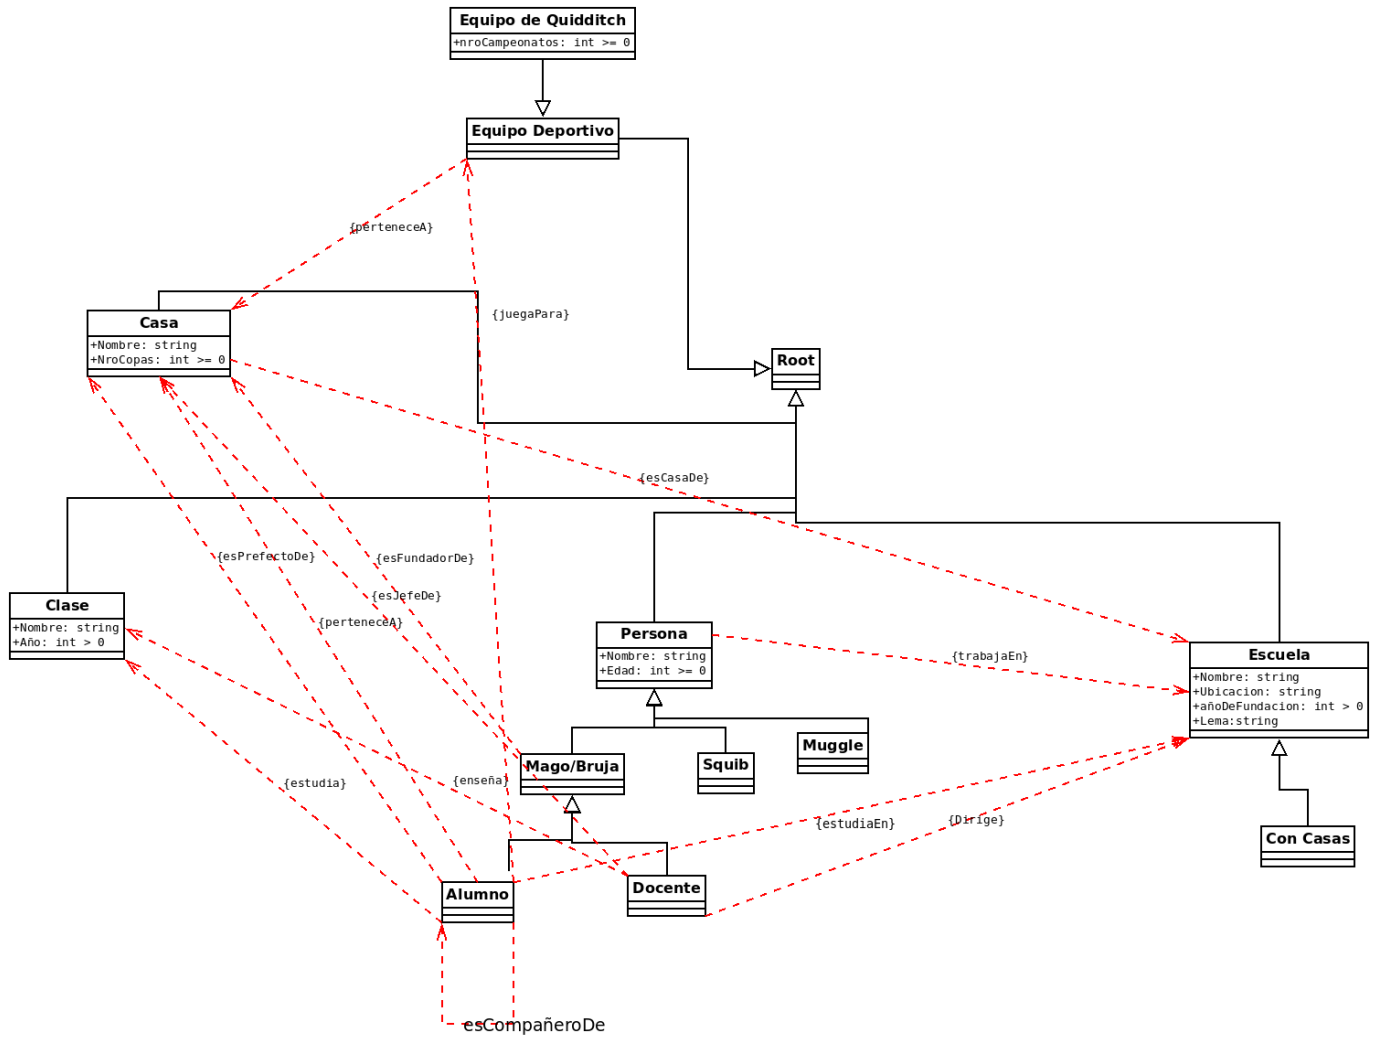 Equipo de Quidditch
+nroCampeonatos: int >= 0
Equipo Deportivo
{perteneceA}
{juegaPara}
Casa
+Nombre: string
+NroCopas: int >= 0
Root
{esCasaDe}
{esPrefectoDe}
{esFundadorDe}
{esJefeDe}
{perteneceA}
Clase
+Nombre: string
+Año: int > 0
Persona
+Nombre: string
+Edad: int >= 0
{trabajaEn}
Escuela
+Nombre: string
+Ubicacion: string
+añoDeFundacion: int > 0
+Lema:string
Muggle
Mago/Bruja
Squib
{estudia}
{enseña}
{estudiaEn}
{Dirige}
Con Casas
Alumno
Docente
esCompañeroDe